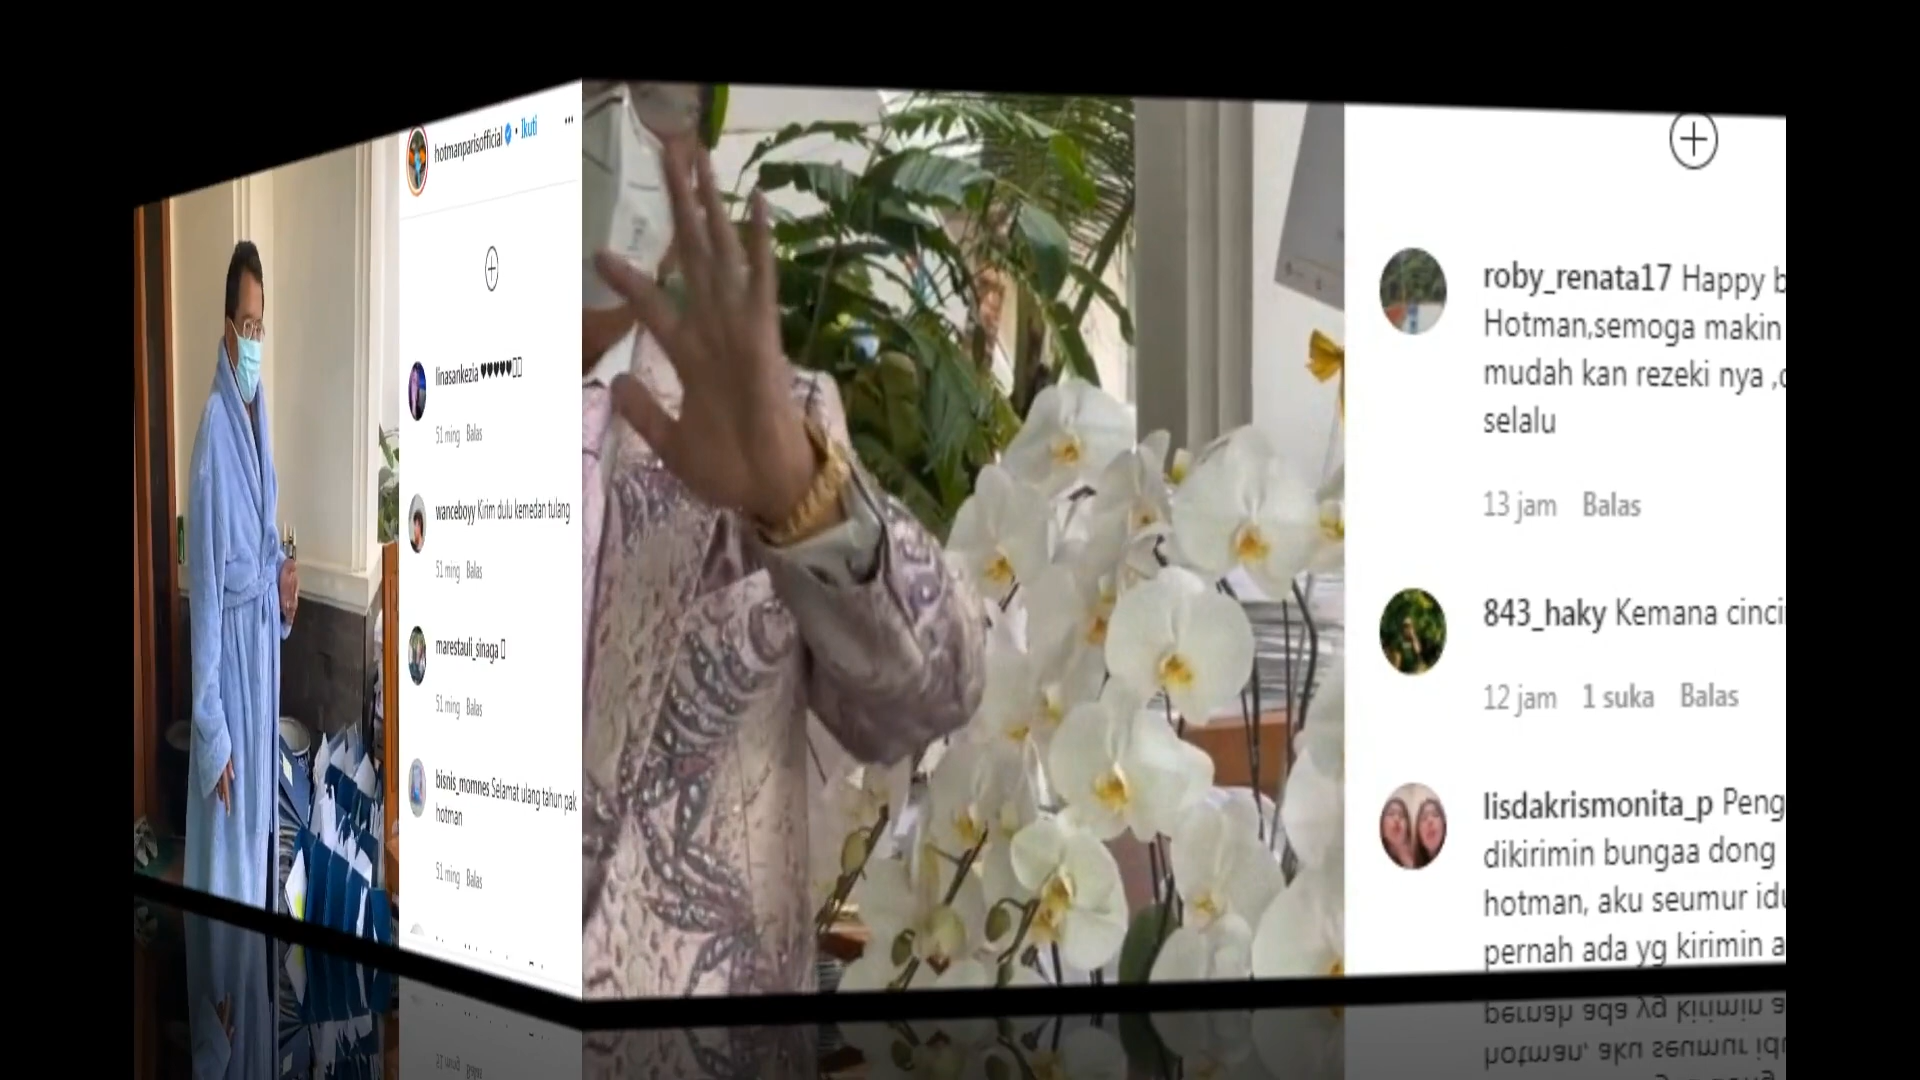 hotmanparisofficial • Ikuti
linasankezia ♥♥♥♥♥
51 ming Balas
wanceboyy Kirim dulu kemedan tulang
51 ming Balas
marestauli_sinaga
51 ming Balas
bisnis_momnes Selamat ulang tahun pak
hotman
51 ming Balas
roby_renata17 Happy b
Hotman,semoga makin
mudah kan rezeki nya ,
selalu
13 jam Balas
843_haky Kemana cinci
12 jam 1 suka Balas
lisdakrismonita_p Peng
dikirimin bungaa dong
hotman, aku seumur idu
pernah ada yg kirimin a